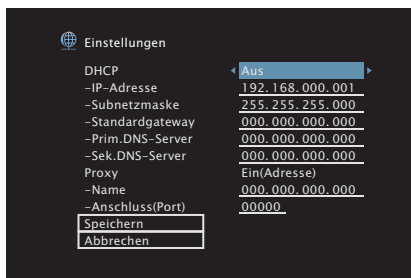 Einstellungen
DHCP Aus
–IP–Adresse 192.168.000.001
–Subnetzmaske 255.255.255.000
–Standardgateway 000.000.000.000
–Prim.DNS–Server 000.000.000.000
–Sek.DNS–Server 000.000.000.000
Proxy Ein(Adresse)
–Name 000.000.000.000
–Anschluss(Port) 00000
Speichern
Abbrechen